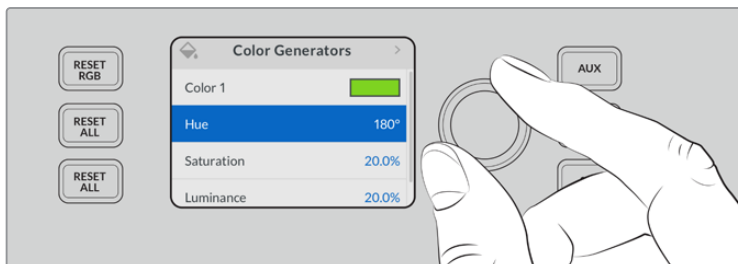 RESET
RGB
RESET
ALL
RESET
ALL
Color Generators
Color 1
Hue 180°
Saturation 20.0%
Luminance 20.0%
AUX